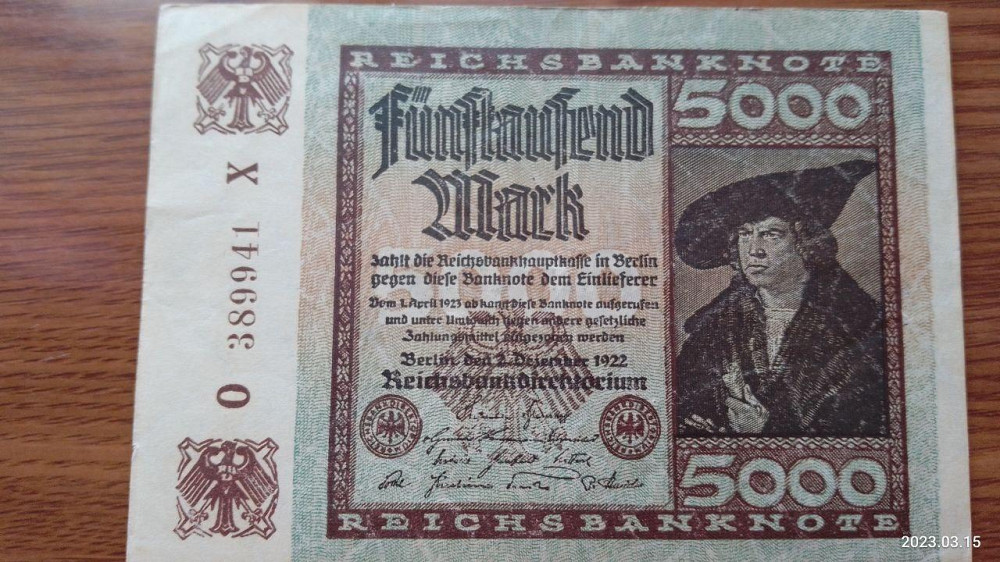 REICHSBANKNOTE
5000
Fünftausend
Mark
Zahlt die Reichsbankhauptkasse in Berlin
gegen diese Banknote dem Einlieferer
Vom 1. April 1923 ab kann diese Banknote aufgerufen
und unter Umtausch gegen andere gesetzliche
Zahlungsmittel eingezogen werden
Berlin, den 2. Dezember 1922
Reichsbankdirektorium
5000
REICHSBANKNOTE
O 389941 X
2023.03.15